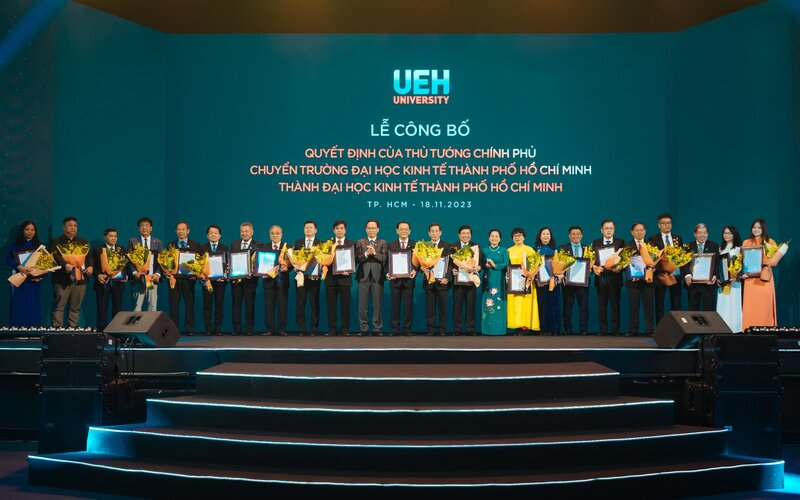 UEH
UNIVERSITY
LỄ CÔNG BỐ
QUYẾT ĐỊNH CỦA THỦ TƯỚNG CHÍNH PHỦ
CHUYỂN TRƯỜNG ĐẠI HỌC KINH TẾ THÀNH PHỐ HỒ CHÍ MINH
THÀNH ĐẠI HỌC KINH TẾ THÀNH PHỐ HỒ CHÍ MINH
TP. HCM - 18.11.2023